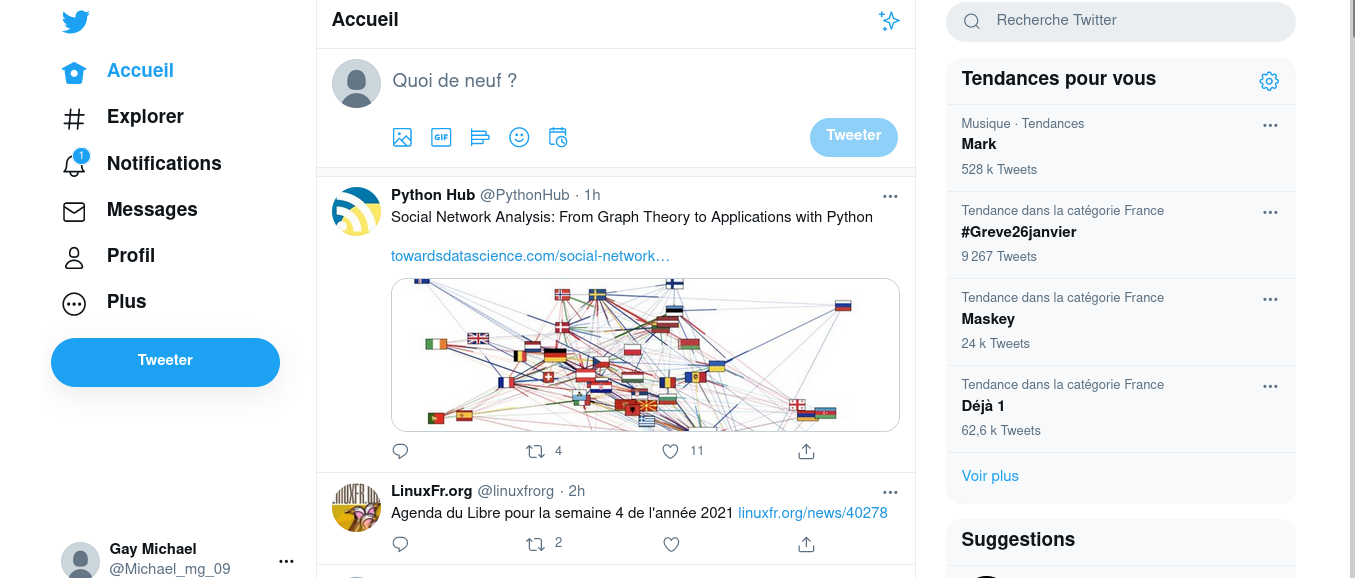 Accueil
Explorer
1
Notifications
Messages
Profil
Plus
Tweeter
Gay Michael
@Michael_mg_09
Accueil
Quoi de neuf ?
GIF
Tweeter
Python Hub @PythonHub · 1h
Social Network Analysis: From Graph Theory to Applications with Python
towardsdatascience.com/social-network…
4
11
LinuxFr.org @linuxfrorg · 2h
Agenda du Libre pour la semaine 4 de l'année 2021 linuxfr.org/news/40278
2
Recherche Twitter
Tendances pour vous
Musique · Tendances
Mark
528 k Tweets
Tendance dans la catégorie France
#Greve26janvier
9 267 Tweets
Tendance dans la catégorie France
Maskey
24 k Tweets
Tendance dans la catégorie France
Déjà 1
62,6 k Tweets
Voir plus
Suggestions